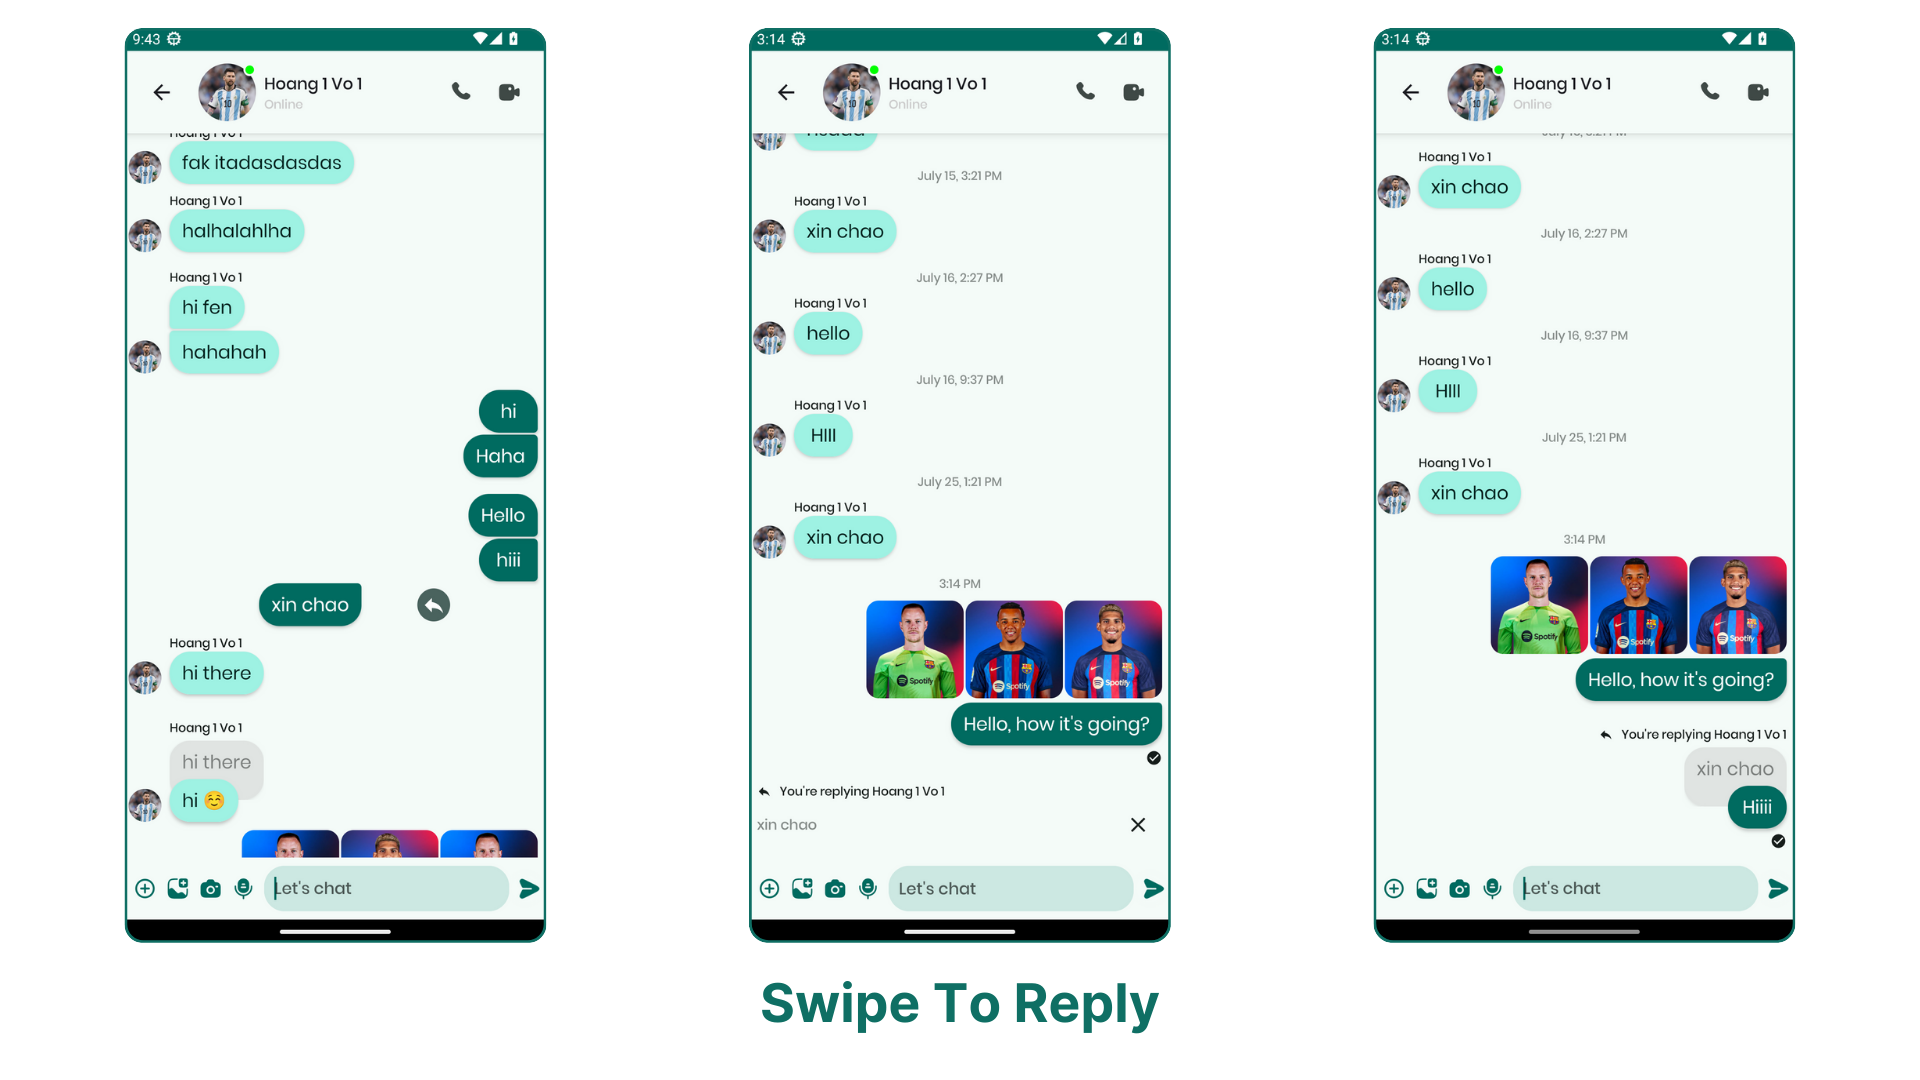 9:43
Hoang 1 Vo 1
Online
Hoang 1 Vo 1
fak itadasdasdas
Hoang 1 Vo 1
halhalahlha
Hoang 1 Vo 1
hi fen
hahahah
hi
Haha
Hello
hiii
xin chao
Hoang 1 Vo 1
hi there
Hoang 1 Vo 1
hi there
hi ☺️
Let's chat
3:14
Hoang 1 Vo 1
Online
July 15, 3:21 PM
Hoang 1 Vo 1
xin chao
July 16, 2:27 PM
Hoang 1 Vo 1
hello
July 16, 9:37 PM
Hoang 1 Vo 1
HIII
July 25, 1:21 PM
Hoang 1 Vo 1
xin chao
3:14 PM
Spotify
Spotify
Spotify
Hello, how it's going?
You're replying Hoang 1 Vo 1
xin chao
Let's chat
3:14
Hoang 1 Vo 1
Online
Hoang 1 Vo 1
xin chao
July 16, 2:27 PM
Hoang 1 Vo 1
hello
July 16, 9:37 PM
Hoang 1 Vo 1
HIII
July 25, 1:21 PM
Hoang 1 Vo 1
xin chao
3:14 PM
Spotify
Spotify
Spotify
Hello, how it's going?
You're replying Hoang 1 Vo 1
xin chao
Hiiii
Let's chat
Swipe To Reply